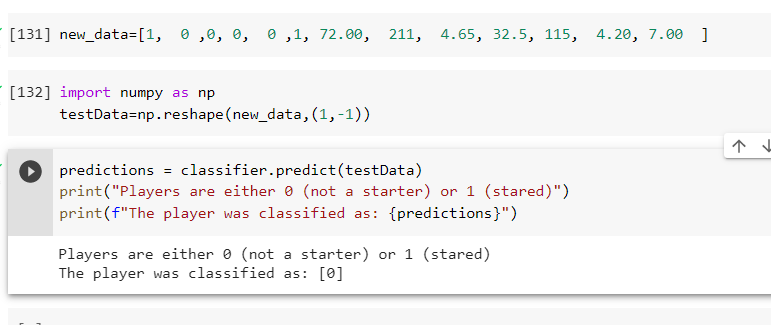 [131] new_data=[1,  0 ,0, 0,  0 ,1, 72.00,  211,  4.65, 32.5, 115,  4.20, 7.00  ]
[132] import numpy as np
testData=np.reshape(new_data,(1,-1))
predictions = classifier.predict(testData)
print("Players are either 0 (not a starter) or 1 (stared)")
print(f"The player was classified as: {predictions}")
Players are either 0 (not a starter) or 1 (stared)
The player was classified as: [0]